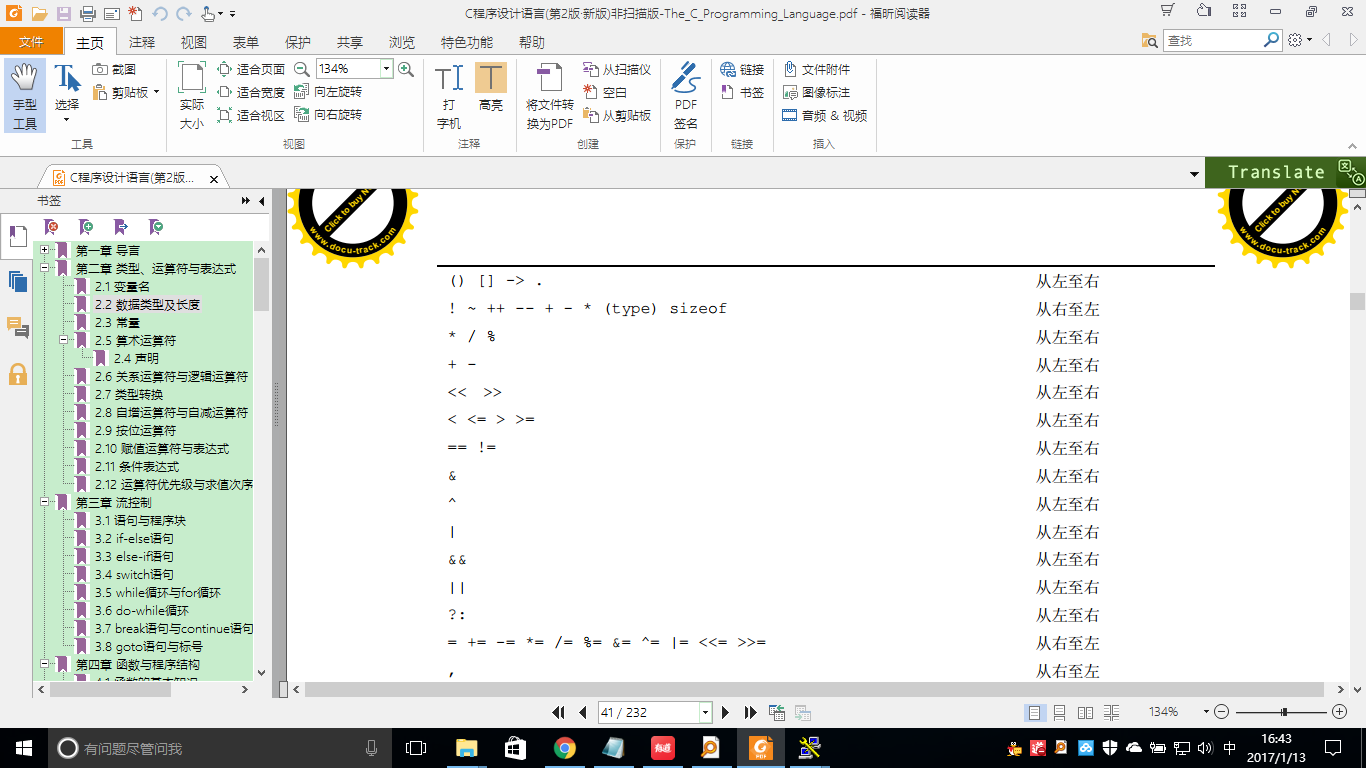 C程序设计语言(第2版·新版)非扫描版-The_C_Programming_Language.pdf - 福昕阅读器
文件 主页 注释 视图 表单 保护 共享 浏览 特色功能 帮助 查找
手型工具
选择
截图
剪贴板
工具
实际大小
适合页面
适合宽度
适合视区
134%
向左旋转
向右旋转
视图
打字机
高亮
注释
将文件转换为PDF
从扫描仪
空白
从剪贴板
创建
PDF签名
保护
链接
书签
链接
文件附件
图像标注
音频 & 视频
插入
C程序设计语言(第2版...
Translate
书签
第一章 导言
第二章 类型、运算符与表达式
2.1 变量名
2.2 数据类型及长度
2.3 常量
2.5 算术运算符
2.4 声明
2.6 关系运算符与逻辑运算符
2.7 类型转换
2.8 自增运算符与自减运算符
2.9 按位运算符
2.10 赋值运算符与表达式
2.11 条件表达式
2.12 运算符优先级与求值次序
第三章 流控制
3.1 语句与程序块
3.2 if-else语句
3.3 else-if语句
3.4 switch语句
3.5 while循环与for循环
3.6 do-while循环
3.7 break语句与continue语句
3.8 goto语句与标号
第四章 函数与程序结构
4.1 函数的基本知识
Click to buy N
www.docu-track.com
Click to buy N
www.docu-track.com
() [] -> . 从左至右
! ~ ++ -- + - * (type) sizeof 从右至左
* / % 从左至右
+ - 从左至右
<< >> 从左至右
< <= > >= 从左至右
== != 从左至右
& 从左至右
^ 从左至右
| 从左至右
&& 从左至右
|| 从左至右
?: 从左至右
= += -= *= /= %= &= ^= |= <<= >>= 从右至左
, 从右至左
41 / 232
134%
有问题尽管问我
中
16:43
2017/1/13